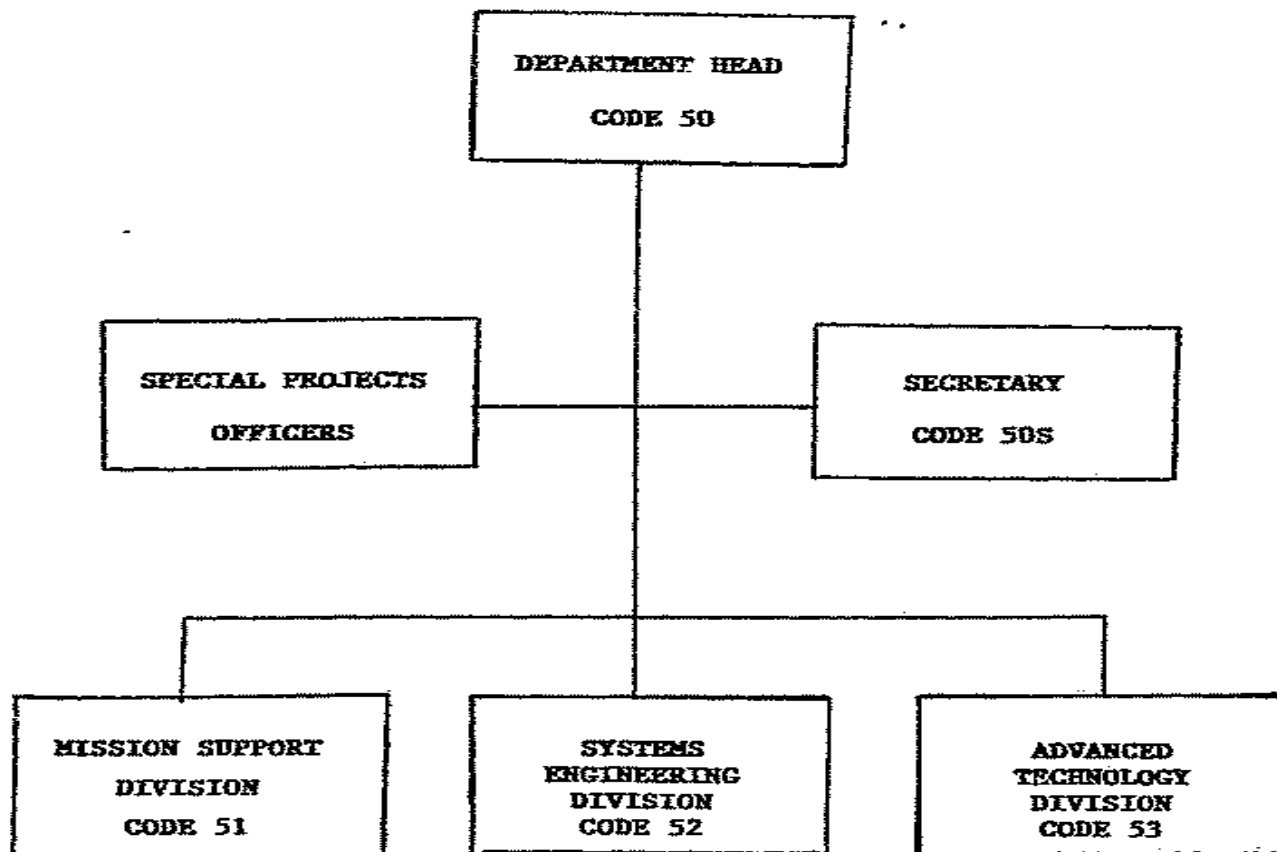 DEPARTMENT HEAD
CODE 50
SPECIAL PROJECTS
OFFICERS
SECRETARY
CODE 50S
MISSION SUPPORT
DIVISION
CODE 51
SYSTEMS
ENGINEERING
DIVISION
CODE 52
ADVANCED
TECHNOLOGY
DIVISION
CODE 53